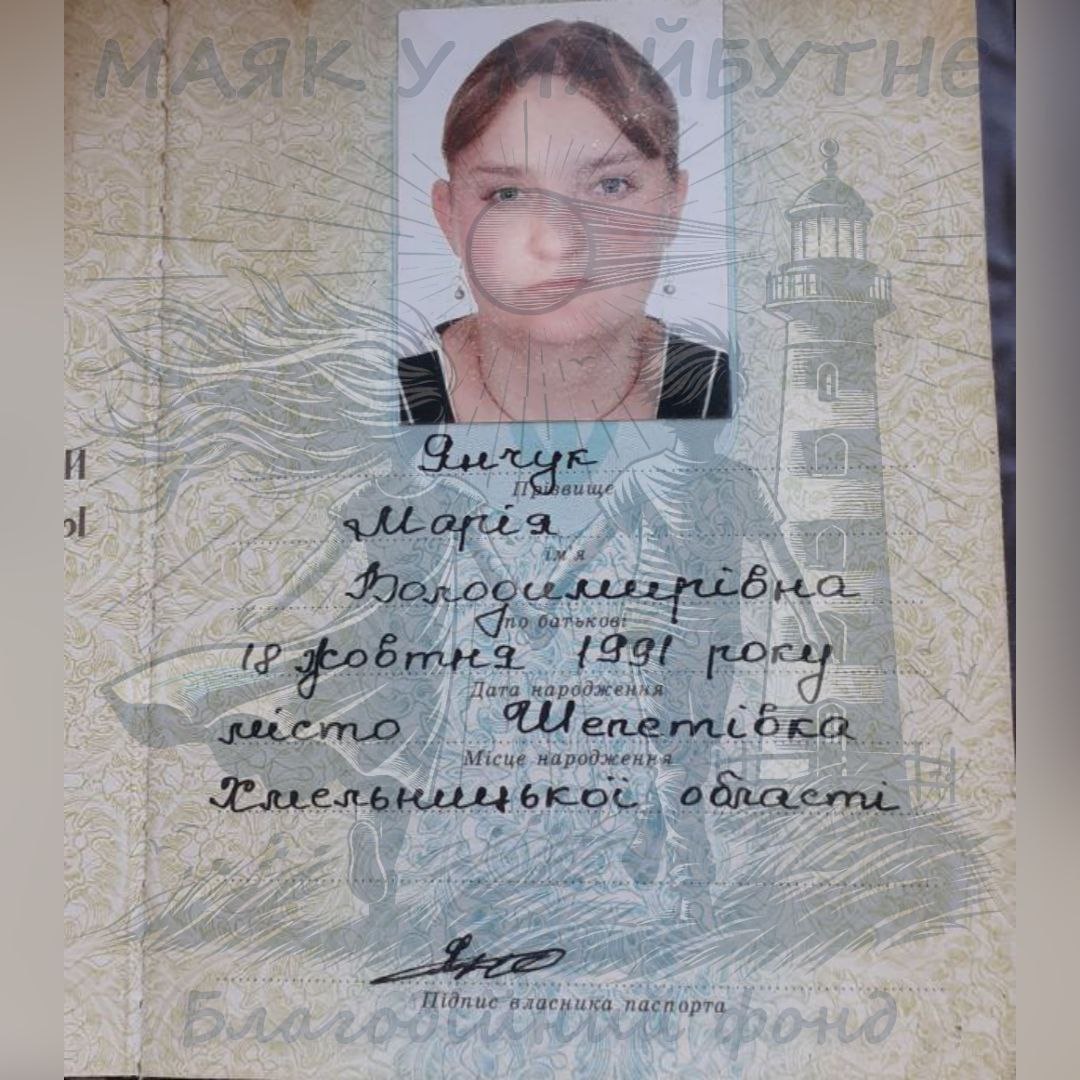 МАЯК У МАЙБУТНЄ
И
Ы
Янчук
Прізвище
Марія
ім'я
Володимирівна
по батькові
18 жовтня 1991 року
Дата народження
місто Шепетівка
Місце народження
Хмельницької області
Підпис власника паспорта
Благодійний фонд